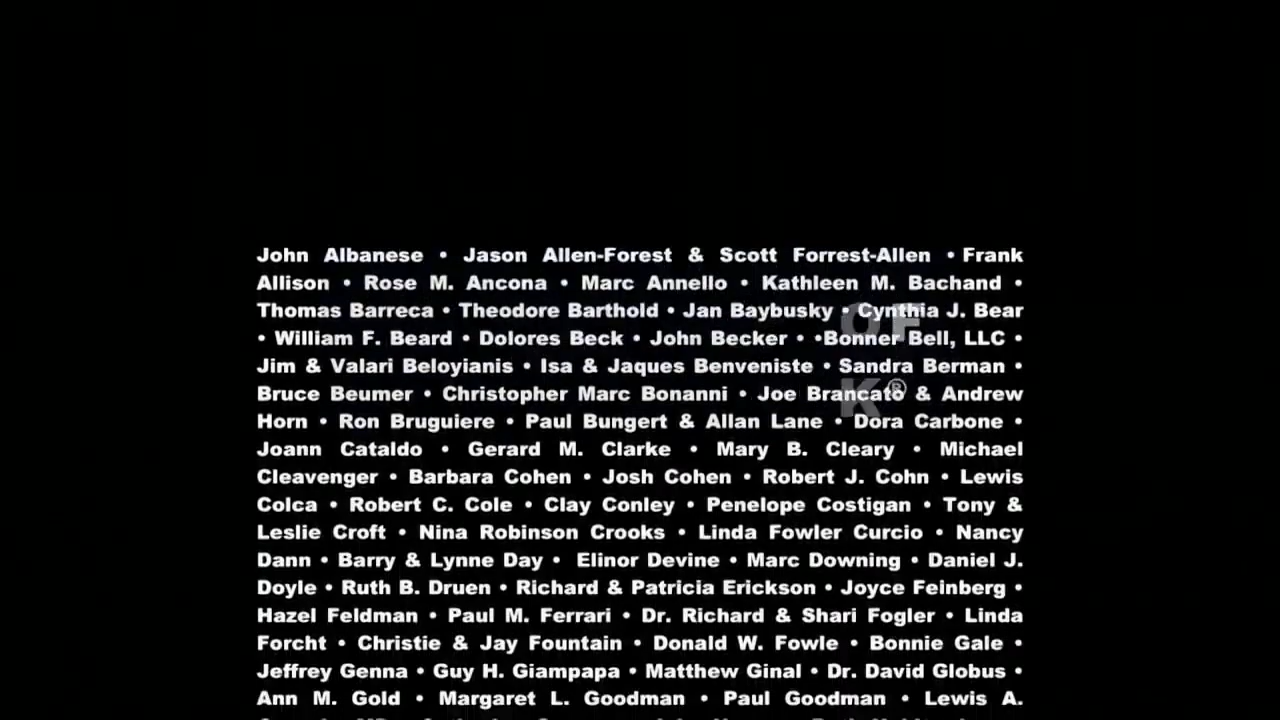 John Albanese • Jason Allen-Forest & Scott Forrest-Allen • Frank
Allison • Rose M. Ancona • Marc Annello • Kathleen M. Bachand •
Thomas Barreca • Theodore Barthold • Jan Baybusky • Cynthia J. Bear
• William F. Beard • Dolores Beck • John Becker • •Bonner Bell, LLC •
Jim & Valari Beloyianis • Isa & Jaques Benveniste • Sandra Berman •
Bruce Beumer • Christopher Marc Bonanni • Joe Brancato & Andrew
Horn • Ron Bruguiere • Paul Bungert & Allan Lane • Dora Carbone •
Joann Cataldo • Gerard M. Clarke • Mary B. Cleary • Michael
Cleavenger • Barbara Cohen • Josh Cohen • Robert J. Cohn • Lewis
Colca • Robert C. Cole • Clay Conley • Penelope Costigan • Tony &
Leslie Croft • Nina Robinson Crooks • Linda Fowler Curcio • Nancy
Dann • Barry & Lynne Day • Elinor Devine • Marc Downing • Daniel J.
Doyle • Ruth B. Druen • Richard & Patricia Erickson • Joyce Feinberg •
Hazel Feldman • Paul M. Ferrari • Dr. Richard & Shari Fogler • Linda
Forcht • Christie & Jay Fountain • Donald W. Fowle • Bonnie Gale •
Jeffrey Genna • Guy H. Giampapa • Matthew Ginal • Dr. David Globus •
Ann M. Gold • Margaret L. Goodman • Paul Goodman • Lewis A.
OF
K®